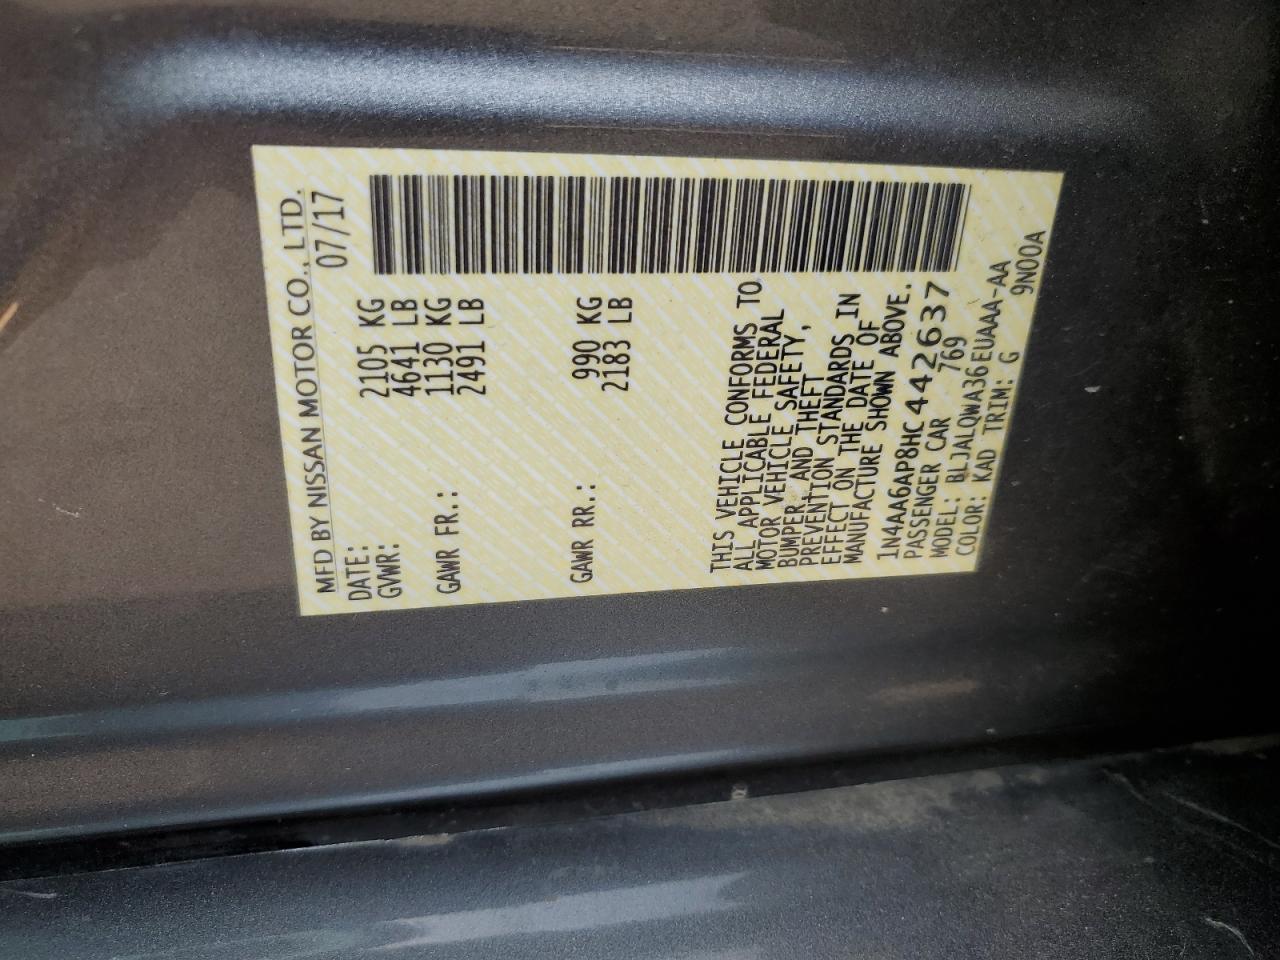 MFD BY NISSAN MOTOR CO., LTD.
DATE: 07/17
GVWR: 2105 KG
4641 LB
GAWR FR.: 1130 KG
2491 LB
GAWR RR.: 990 KG
2183 LB
THIS VEHICLE CONFORMS TO
ALL APPLICABLE FEDERAL
MOTOR VEHICLE SAFETY,
BUMPER, AND THEFT
PREVENTION STANDARDS IN
EFFECT ON THE DATE OF
MANUFACTURE SHOWN ABOVE.
1N4AA6AP8HC442637
PASSENGER CAR 769
MODEL: BLJALQWA36EUAAA-AA
COLOR: KAD TRIM: G 9N00A